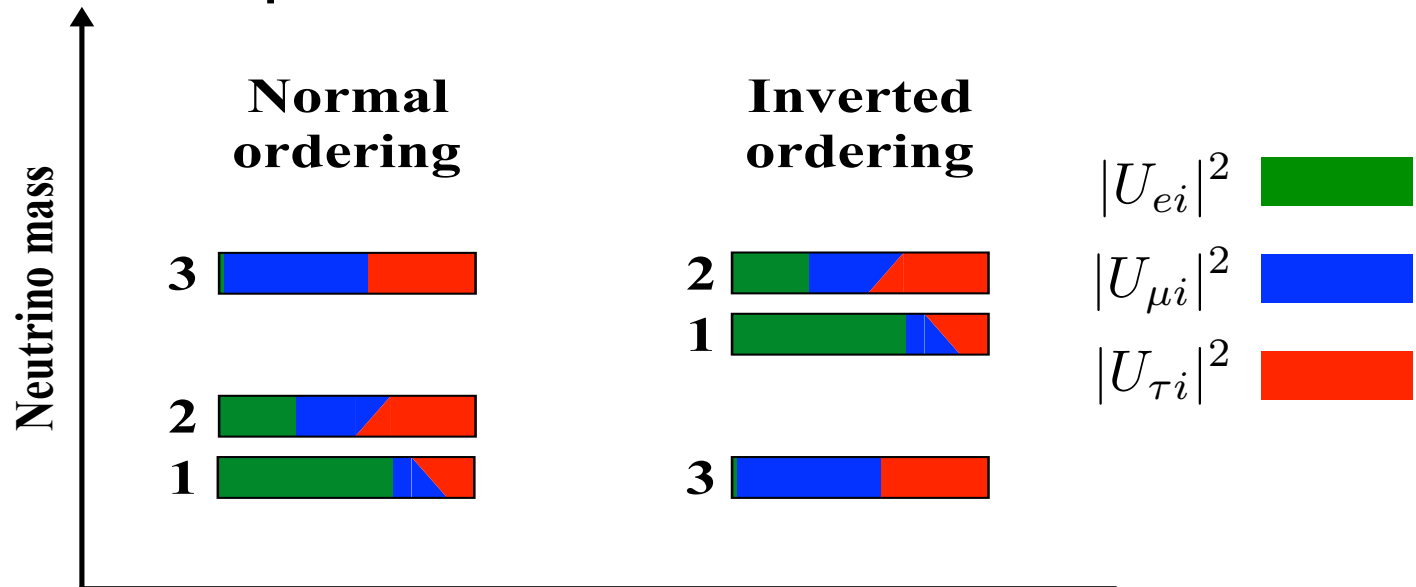 Normal
ordering
Inverted
ordering
Neutrino mass
3
2
1
2
1
3
|U_{ei}|^2
|U_{μi}|^2
|U_{τi}|^2